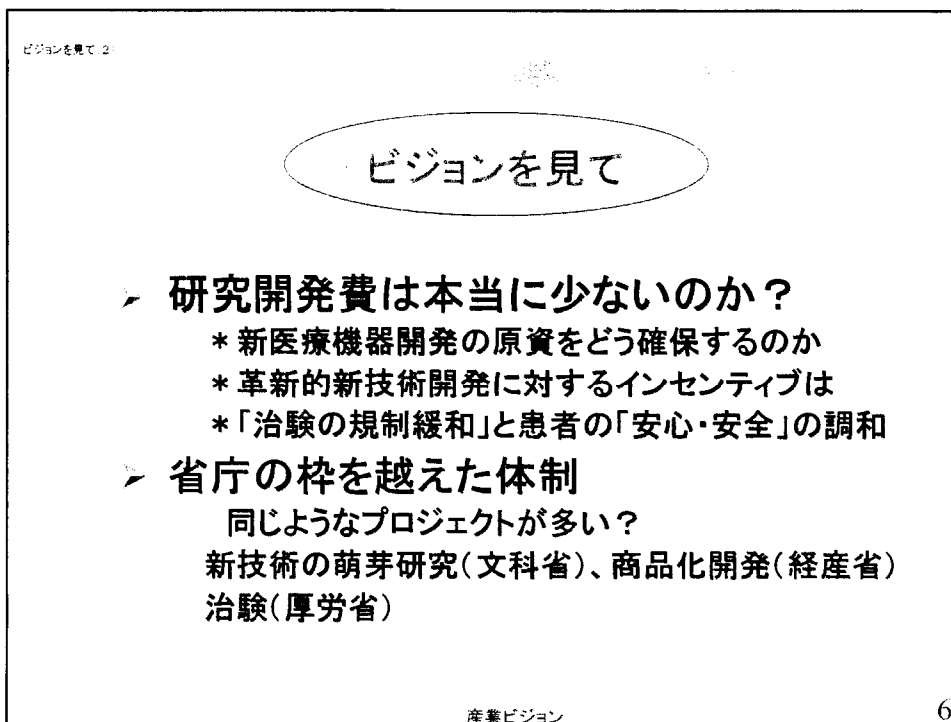 ビジョンを見て.2
ビジョンを見て
➢ 研究開発費は本当に少ないのか？
＊新医療機器開発の原資をどう確保するのか
＊革新的新技術開発に対するインセンティブは
＊「治験の規制緩和」と患者の「安心・安全」の調和
➢ 省庁の枠を越えた体制
同じようなプロジェクトが多い？
新技術の萌芽研究（文科省）、商品化開発（経産省）
治験（厚労省）
産業ビジョン
6